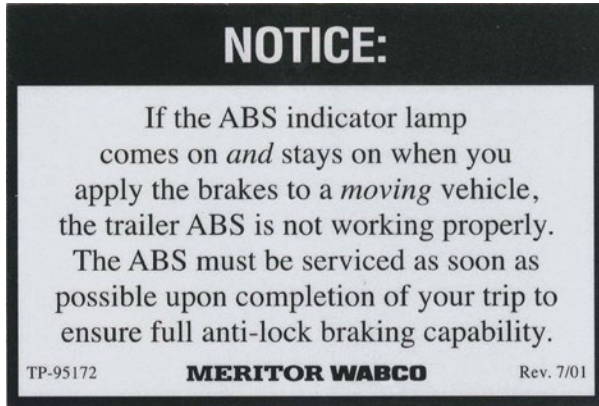 NOTICE:
If the ABS indicator lamp
comes on and stays on when you
apply the brakes to a moving vehicle,
the trailer ABS is not working properly.
The ABS must be serviced as soon as
possible upon completion of your trip to
ensure full anti-lock braking capability.
TP-95172 MERITOR WABCO Rev. 7/01